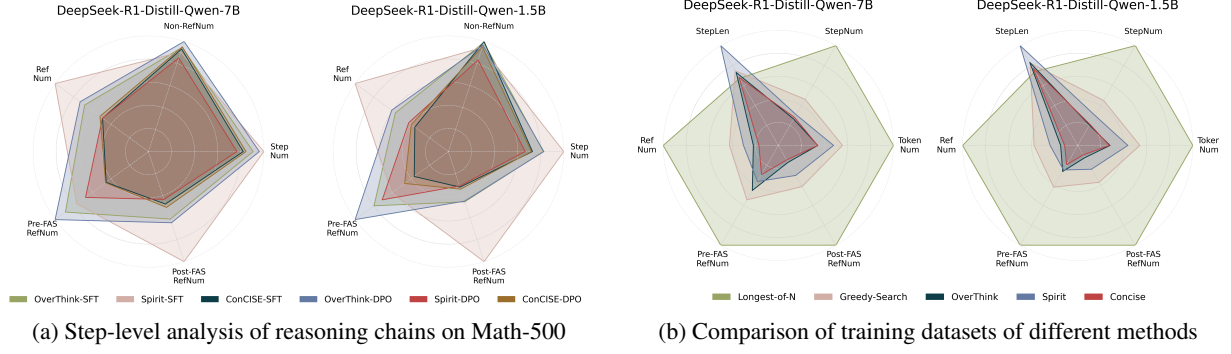 DeepSeek-R1-Distill-Qwen-7B
Non-RefNum
Ref
Num
Step
Num
Pre-FAS
RefNum
Post-FAS
RefNum
DeepSeek-R1-Distill-Qwen-1.5B
Non-RefNum
Ref
Num
Step
Num
Pre-FAS
RefNum
Post-FAS
RefNum
OverThink-SFT
Spirit-SFT
ConCISE-SFT
OverThink-DPO
Spirit-DPO
ConCISE-DPO
(a) Step-level analysis of reasoning chains on Math-500
DeepSeek-R1-Distill-Qwen-7B
StepLen
StepNum
Ref
Num
Token
Num
Pre-FAS
RefNum
Post-FAS
RefNum
DeepSeek-R1-Distill-Qwen-1.5B
StepLen
StepNum
Ref
Num
Token
Num
Pre-FAS
RefNum
Post-FAS
RefNum
Longest-of-N
Greedy-Search
OverThink
Spirit
Concise
(b) Comparison of training datasets of different methods